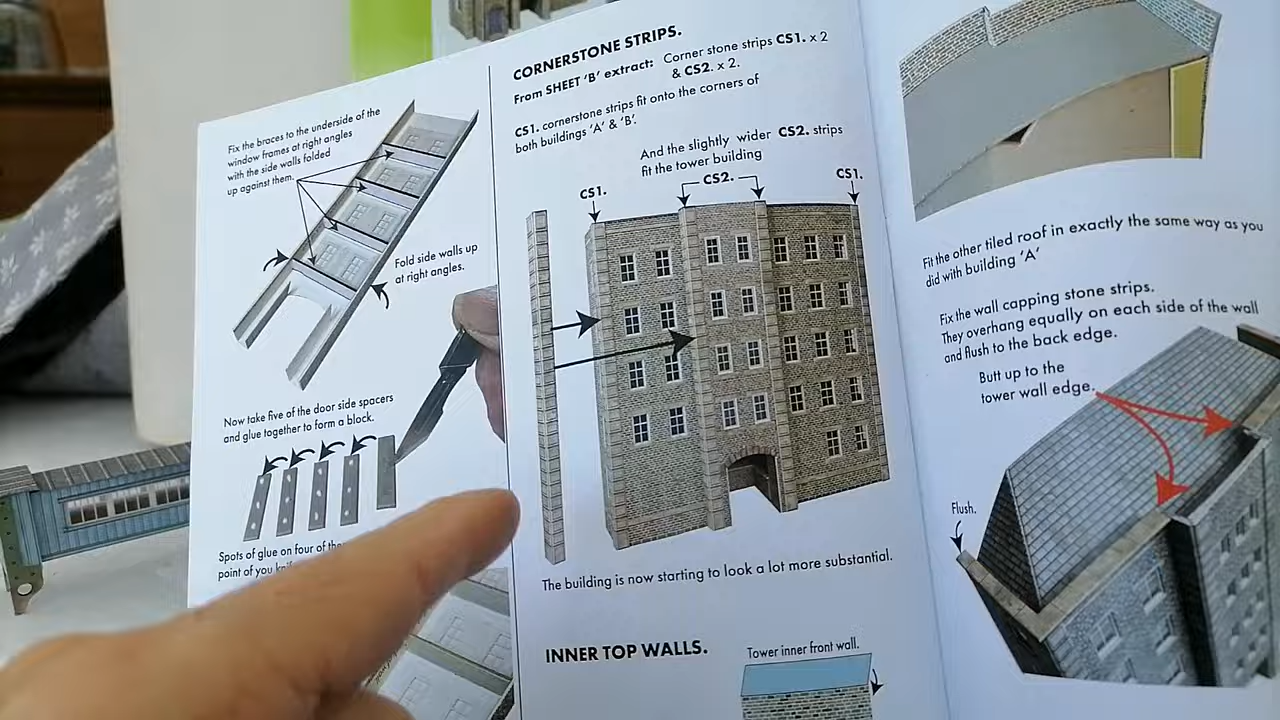 Fix the braces to the underside of the
window frames at right angles
with the side walls folded
up against them.
Fold side walls up
at right angles.
Now take five of the door side spacers
and glue together to form a block.
Spots of glue on four of
point of you
CORNERSTONE STRIPS.
From SHEET 'B' extract: Corner stone strips CS1. x 2
& CS2. x 2.
CS1. cornerstone strips fit onto the corners of
both buildings 'A' & 'B'.
And the slightly wider CS2. strips
fit the tower building
CS1.
CS2.
CS1.
The building is now starting to look a lot more substantial.
INNER TOP WALLS.
Tower inner front wall.
Fit the other tiled roof in exactly the same way as you
did with building 'A'
Fix the wall capping stone strips.
They overhang equally on each side of the wall
and flush to the back edge.
Butt up to the
tower wall edge.
Flush.